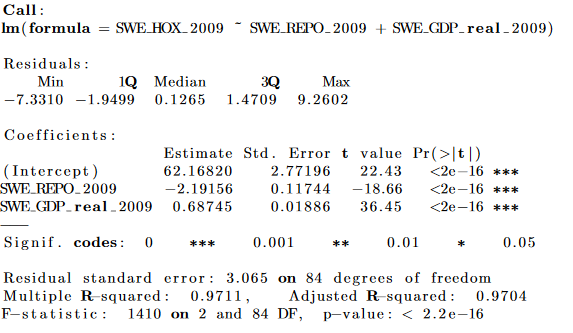 Call:
lm(formula = SWE_HOX_2009 ~ SWE_REPO_2009 + SWE_GDP_real_2009)
Residuals:
Min 1Q Median 3Q Max
-7.3310 -1.9499 0.1265 1.4709 9.2602
Coefficients:
Estimate Std. Error t value Pr(>|t|)
(Intercept) 62.16820 2.77196 22.43 <2e-16 ***
SWE_REPO_2009 -2.19156 0.11744 -18.66 <2e-16 ***
SWE_GDP_real_2009 0.68745 0.01886 36.45 <2e-16 ***
Signif. codes: 0 *** 0.001 ** 0.01 * 0.05
Residual standard error: 3.065 on 84 degrees of freedom
Multiple R-squared: 0.9711, Adjusted R-squared: 0.9704
F-statistic: 1410 on 2 and 84 DF, p-value: < 2.2e-16